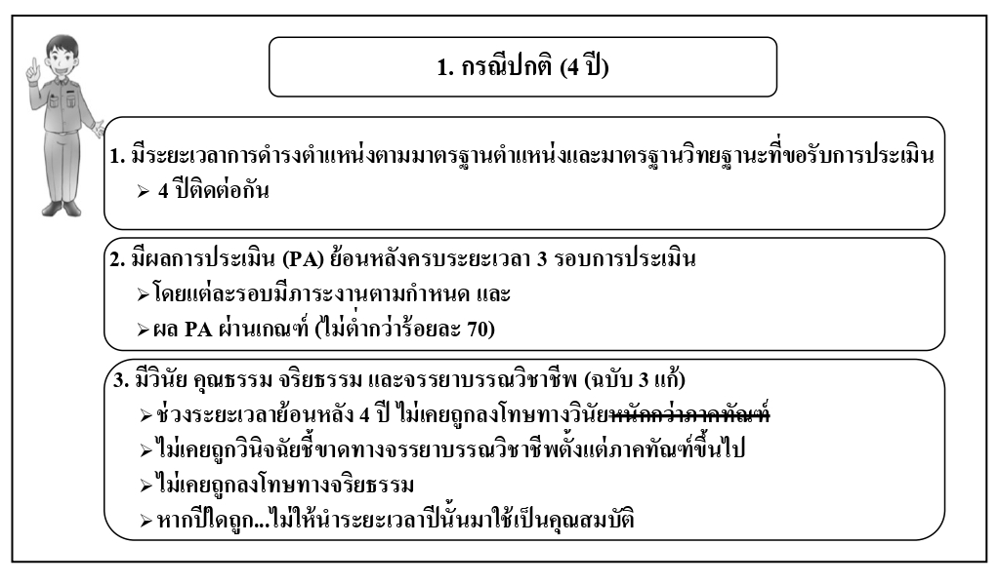 1. กรณีปกติ (4 ปี)
1. มีระยะเวลาการดำรงตำแหน่งตามมาตรฐานตำแหน่งและมาตรฐานวิทยฐานะที่ขอรับการประเมิน
➢ 4 ปีติดต่อกัน
2. มีผลการประเมิน (PA) ย้อนหลังครบระยะเวลา 3 รอบการประเมิน
➢โดยแต่ละรอบมีภาระงานตามกำหนด และ
➢ผล PA ผ่านเกณฑ์ (ไม่ต่ำกว่าร้อยละ 70)
3. มีวินัย คุณธรรม จริยธรรม และจรรยาบรรณวิชาชีพ (ฉบับ 3 แก้)
➢ช่วงระยะเวลาย้อนหลัง 4 ปี ไม่เคยถูกลงโทษทางวินัยหนักกว่าภาคทัณฑ์
➢ไม่เคยถูกวินิจฉัยชี้ขาดทางจรรยาบรรณวิชาชีพตั้งแต่ภาคทัณฑ์ขึ้นไป
➢ไม่เคยถูกลงโทษทางจริยธรรม
➢หากปีใดถูก...ไม่ให้นำระยะเวลาปีนั้นมาใช้เป็นคุณสมบัติ